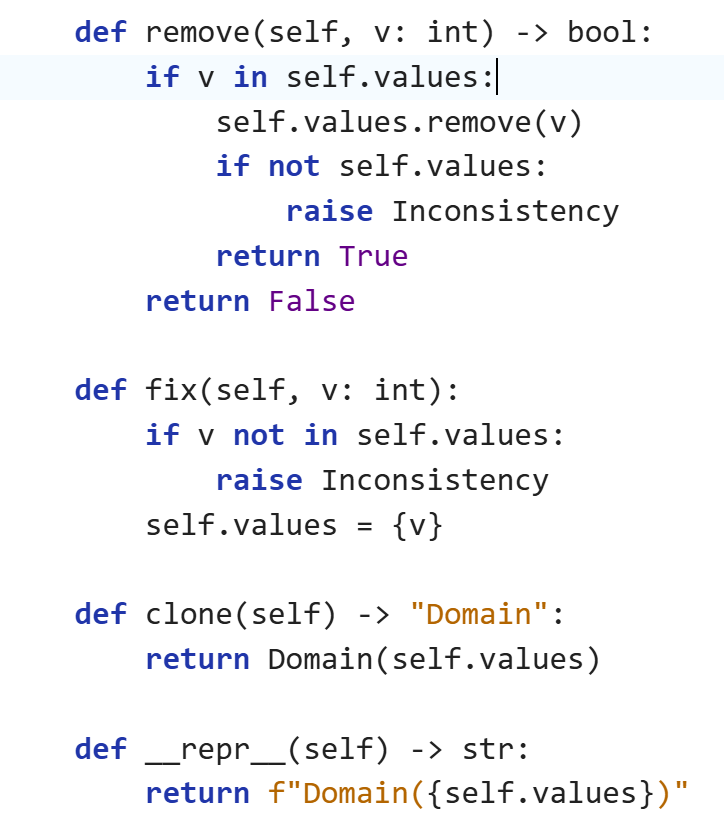 def remove(self, v: int) -> bool:
    if v in self.values:
        self.values.remove(v)
        if not self.values:
            raise Inconsistency
        return True
    return False

def fix(self, v: int):
    if v not in self.values:
        raise Inconsistency
    self.values = {v}

def clone(self) -> "Domain":
    return Domain(self.values)

def __repr__(self) -> str:
    return f"Domain({self.values})"